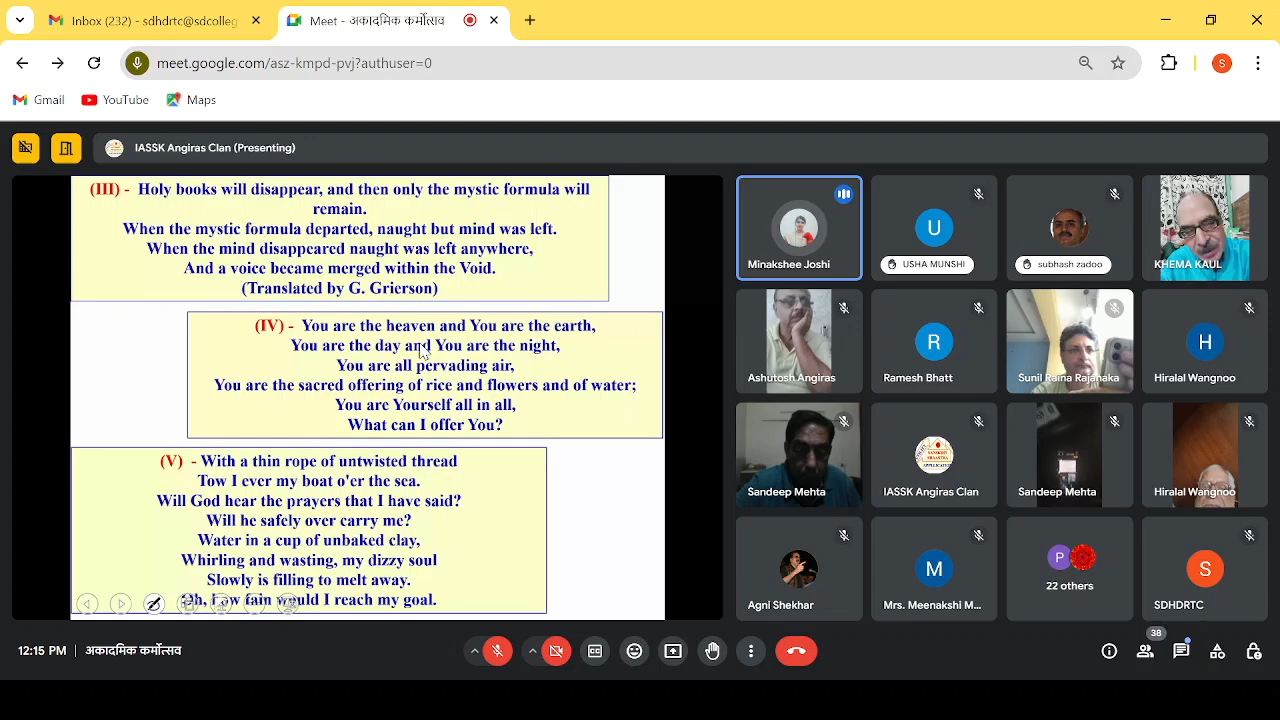 Inbox (232) - sdhdrtc@sdcolleg
Meet - अकादमिक कर्मोत्सव
meet.google.com/asz-kmpd-pvj?authuser=0
S
Gmail
YouTube
Maps
IASSK Angiras Clan (Presenting)
(III) - Holy books will disappear, and then only the mystic formula will
remain.
When the mystic formula departed, naught but mind was left.
When the mind disappeared naught was left anywhere,
And a voice became merged within the Void.
(Translated by G. Grierson)
(IV) - You are the heaven and You are the earth,
You are the day and You are the night,
You are all pervading air,
You are the sacred offering of rice and flowers and of water;
You are Yourself all in all,
What can I offer You?
(V) - With a thin rope of untwisted thread
Tow I ever my boat o'er the sea.
Will God hear the prayers that I have said?
Will he safely over carry me?
Water in a cup of unbaked clay,
Whirling and wasting, my dizzy soul
Slowly is filling to melt away.
Oh, how fain would I reach my goal.
Minakshee Joshi
U
USHA MUNSHI
subhash zadoo
KHEMA KAUL
Ashutosh Angiras
R
Ramesh Bhatt
Sunil Raina Rajanaka
H
Hiralal Wangnoo
Sandeep Mehta
SANSKRIT
SHAASTRA
IASSK Angiras Clan
Sandeep Mehta
Hiralal Wangnoo
Agni Shekhar
M
Mrs. Meenakshi M...
P
22 others
S
SDHDRTC
12:15 PM
अकादमिक कर्मोत्सव
38